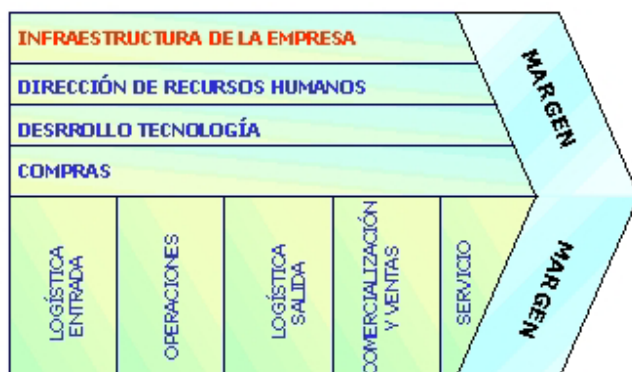 INFRAESTRUCTURA DE LA EMPRESA
DIRECCIÓN DE RECURSOS HUMANOS
DESRROLLO TECNOLOGÍA
COMPRAS
MARGEN
LOGÍSTICA
ENTRADA
OPERACIONES
LOGÍSTICA
SALIDA
COMERCIALIZACIÓN
Y VENTAS
SERVICIO
MARGEN